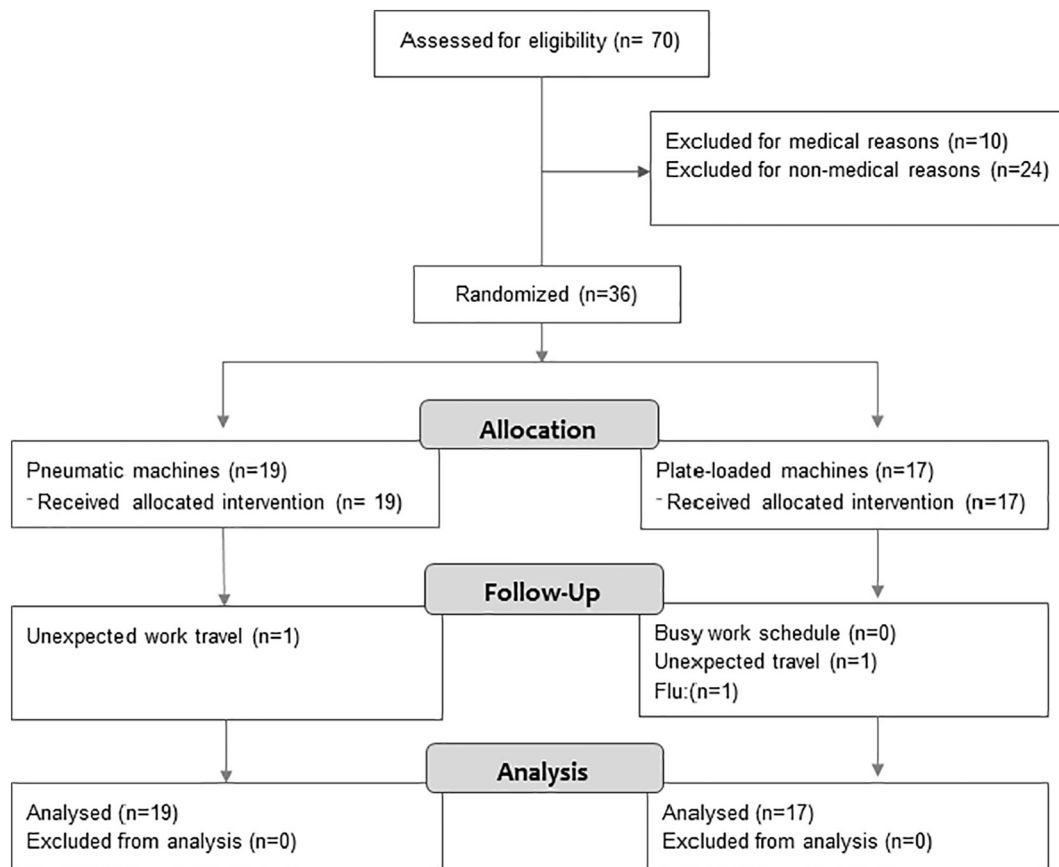 Assessed for eligibility (n= 70)
Excluded for medical reasons (n=10)
Excluded for non-medical reasons (n=24)
Randomized (n=36)
Allocation
Pneumatic machines (n=19)
- Received allocated intervention (n= 19)
Plate-loaded machines (n=17)
- Received allocated intervention (n=17)
Follow-Up
Unexpected work travel (n=1)
Busy work schedule (n=0)
Unexpected travel (n=1)
Flu:(n=1)
Analysis
Analysed (n=19)
Excluded from analysis (n=0)
Analysed (n=17)
Excluded from analysis (n=0)